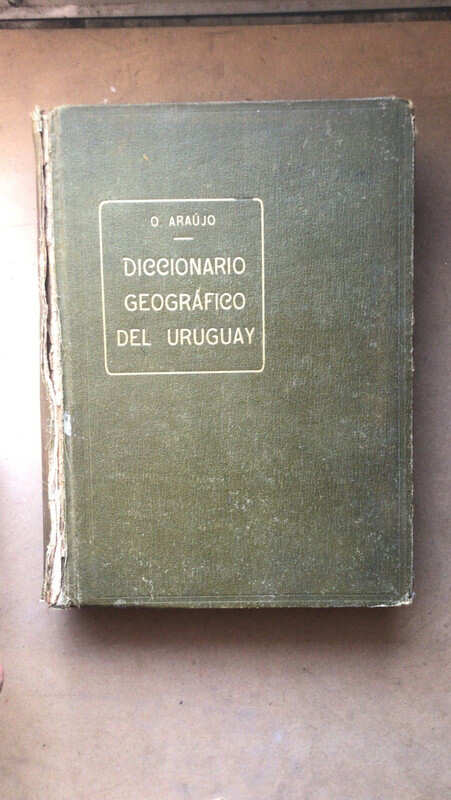 O. ARAÚJO
DICCIONARIO
GEOGRÁFICO
DEL URUGUAY